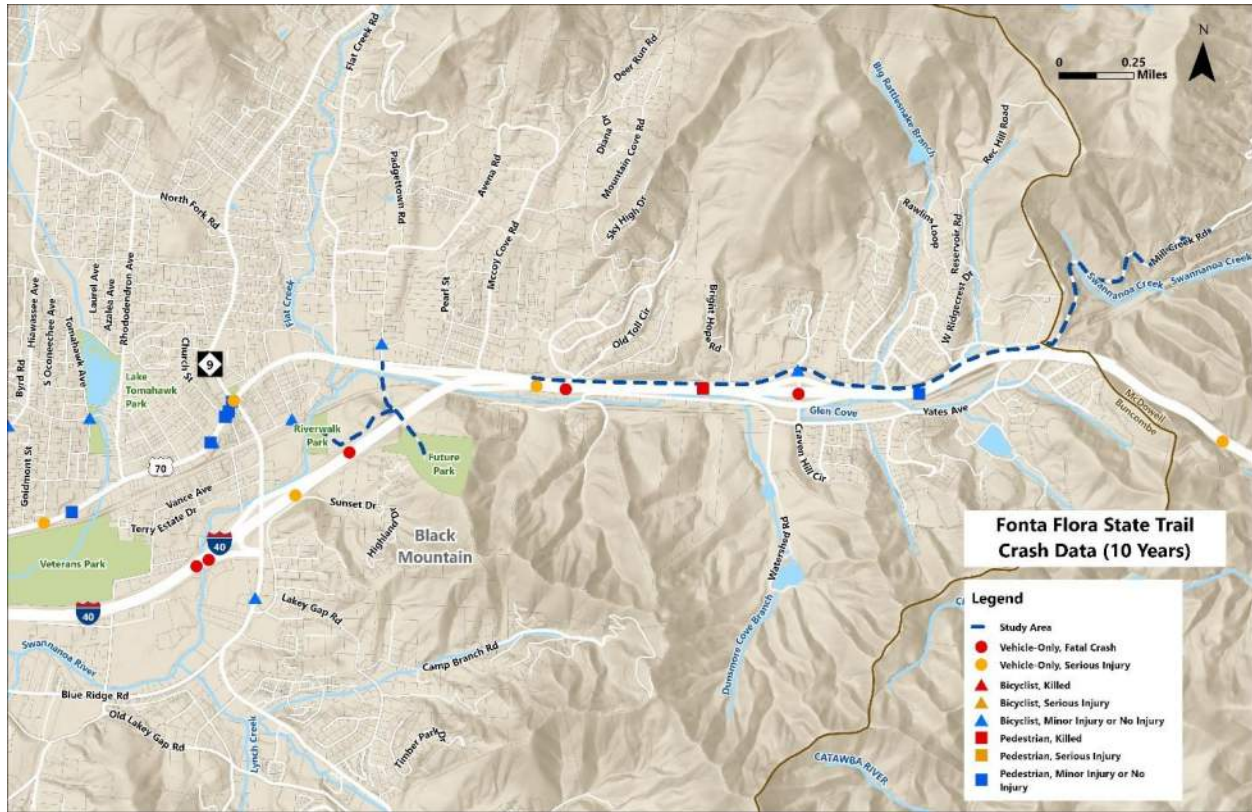 Flat Creek Rd
Deer Run Rd
N
0 0.25
Miles
Big Rattlesnake Branch
Diana Dr
Mountain Cove Rd
Padgettown Rd
Avena Rd
Rec Hill Road
North Fork Rd
Sky High Dr
Rawlins Loop
Reservoir Rd
Mccoy Cove Rd
Mill Creek Rd
Swannanoa Creek
Swannanoa Creek
Byrd Rd
Hiawassee Ave
S Oconeechee Ave
Tomahawk Ave
Laurel Ave
Azalea Ave
Rhododendron Ave
Flat Creek
Pearl St
Old Toll Cir
Bright Hope Rd
W Ridgecrest Dr
Church St
9
Lake
Tomahawk
Park
McDowell
Buncombe
Glen Cove
Yates Ave
Goldmont St
Riverwalk
Park
Future
Park
Craven Hill Cir
70
Vance Ave
Terry Estate Dr
Sunset Dr
Highland Dr
Black
Mountain
40
Veterans Park
Watershed Rd
Fonta Flora State Trail
Crash Data (10 Years)
40
Lakey Gap Rd
Legend
Study Area
Vehicle-Only, Fatal Crash
Vehicle-Only, Serious Injury
Bicyclist, Killed
Bicyclist, Serious Injury
Bicyclist, Minor Injury or No Injury
Pedestrian, Killed
Pedestrian, Serious Injury
Pedestrian, Minor Injury or No
Injury
Swannanoa River
Camp Branch Rd
Dunsmore Cove Branch
Blue Ridge Rd
Old Lakey Gap Rd
Lynch Creek
Timber Park Dr
CATAWBA RIVER